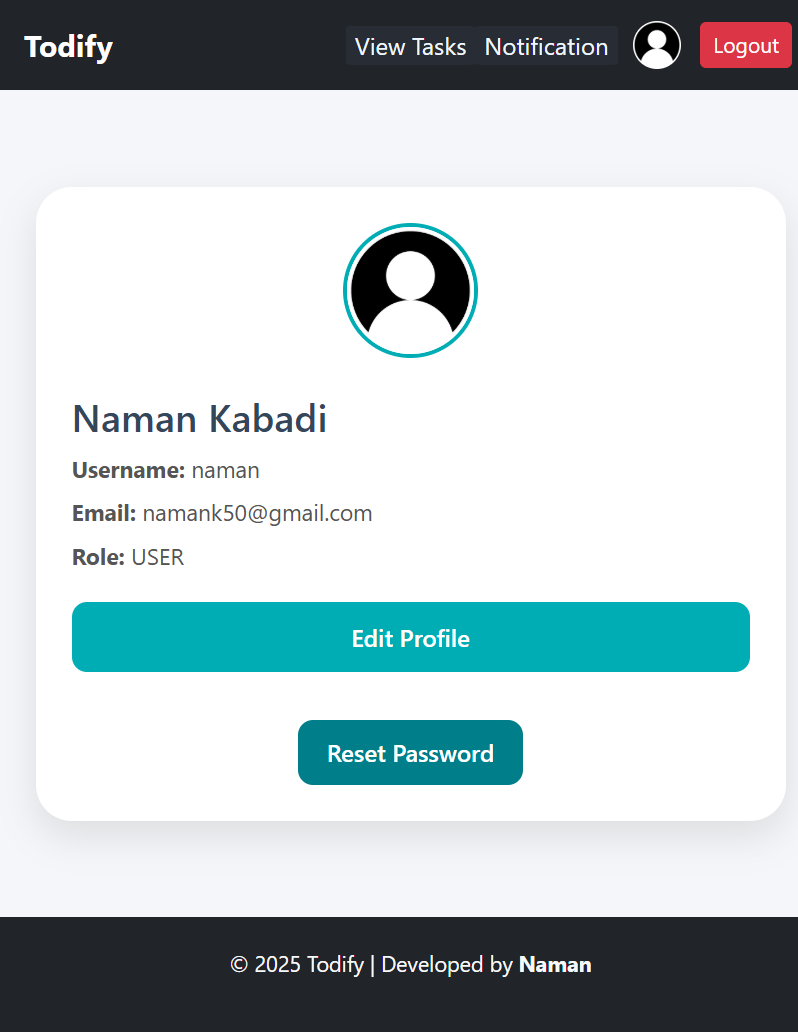 Todify View Tasks Notification Logout
Naman Kabadi
Username: naman
Email: namank50@gmail.com
Role: USER
Edit Profile
Reset Password
© 2025 Todify | Developed by Naman